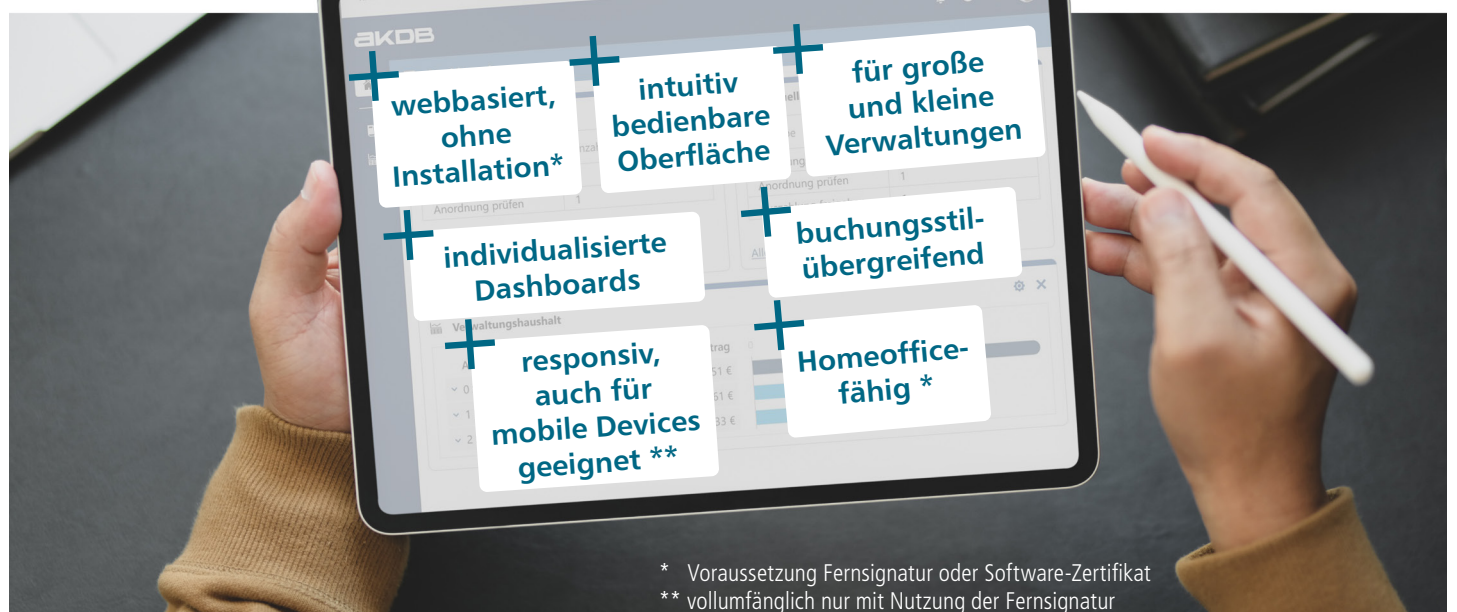 AKDB
webbasiert,
ohne
Installation*
intuitiv
bedienbare
Oberfläche
für große
und kleine
Verwaltungen
Anordnung prüfen 1
Anordnung prüfen 1
individualisierte
Dashboards
buchungsstil-
übergreifend
Verwaltungshaushalt
responsiv,
auch für
mobile Devices
geeignet **
Homeoffice-
fähig *
* Voraussetzung Fernsignatur oder Software-Zertifikat
** vollumfänglich nur mit Nutzung der Fernsignatur